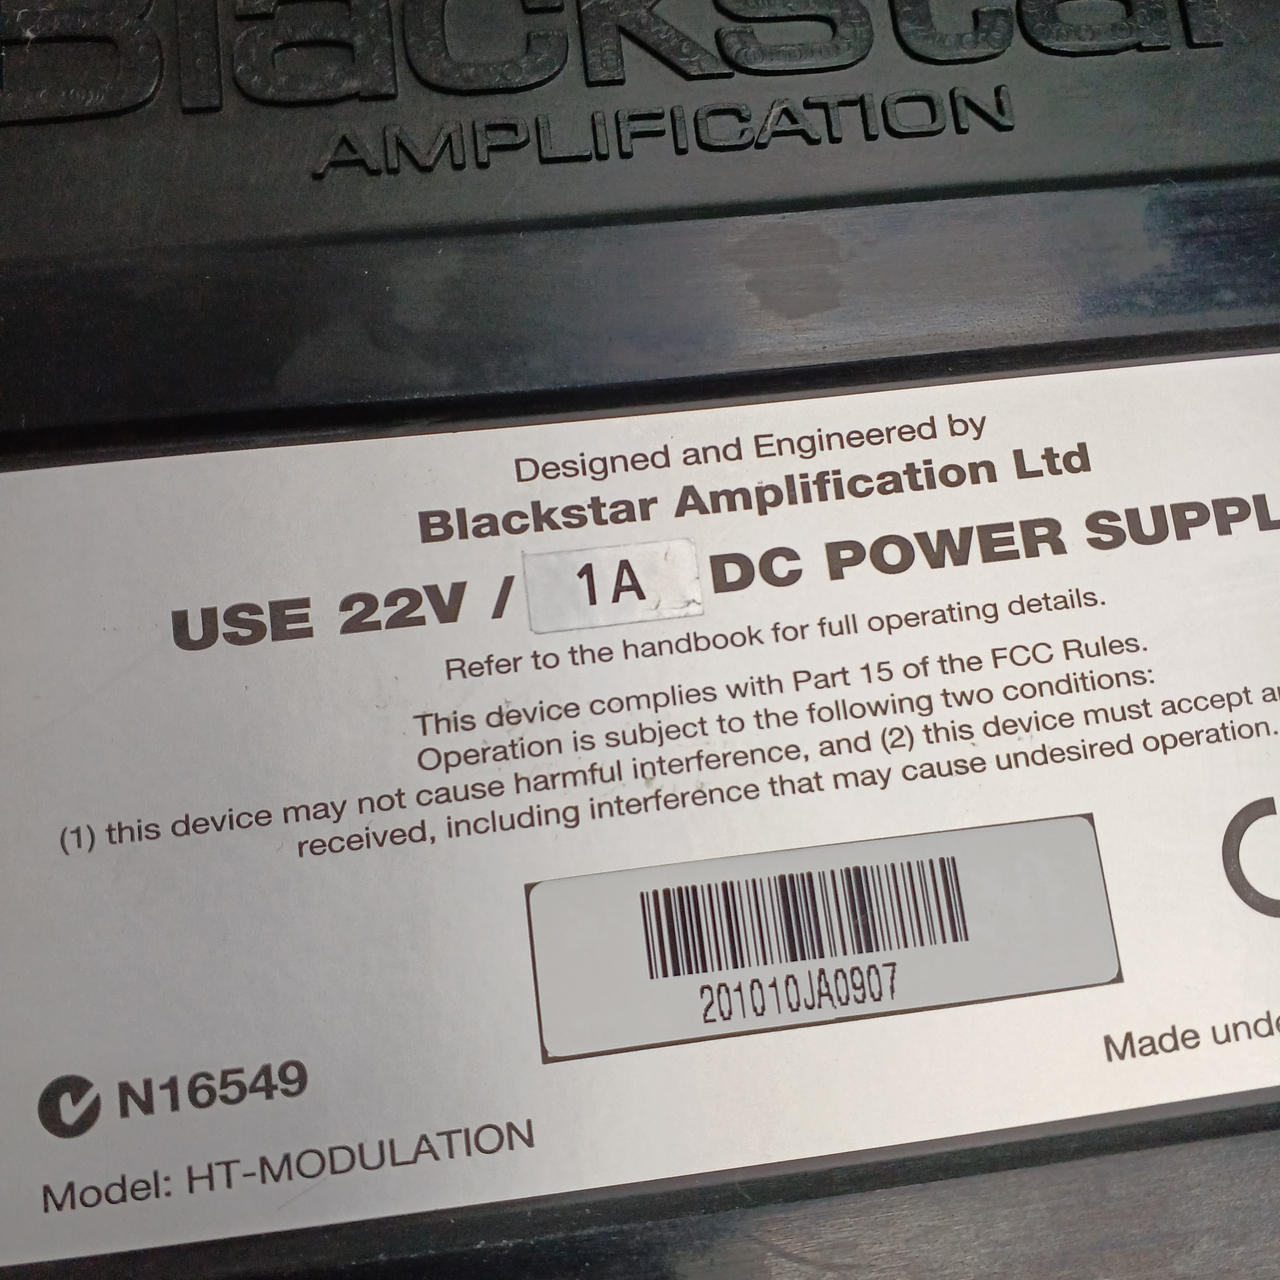 Blackstar
AMPLIFICATION
Designed and Engineered by
Blackstar Amplification Ltd
USE 22V / 1A DC POWER SUPPL
Refer to the handbook for full operating details.
This device complies with Part 15 of the FCC Rules.
Operation is subject to the following two conditions:
(1) this device may not cause harmful interference, and (2) this device must accept
received, including interference that may cause undesired operation.
201010JA0907
N16549
Made
Model: HT-MODULATION